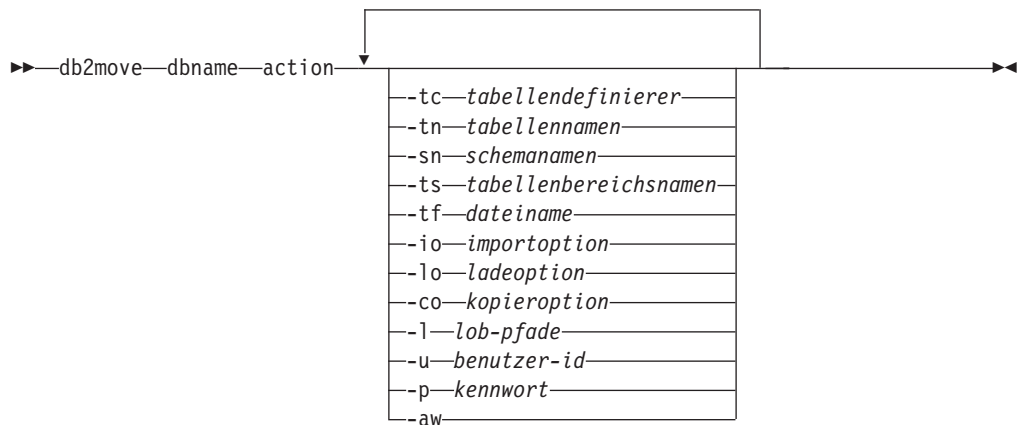 db2move dbname action
-tc tabellendefinierer
-tn tabellennamen
-sn schemanamen
-ts tabellenbereichsnamen
-tf dateiname
-io importoption
-lo ladeoption
-co kopieroption
-l lob-pfade
-u benutzer-id
-p kennwort
-aw